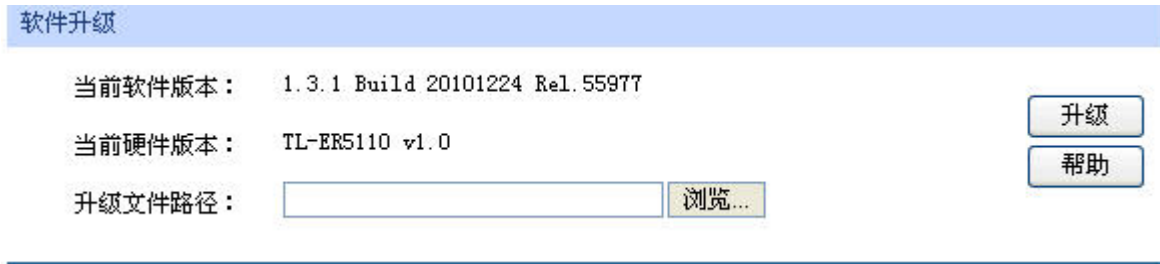 软件升级
当前软件版本： 1.3.1 Build 20101224 Rel.55977
当前硬件版本： TL-ER5110 v1.0
升级文件路径： 浏览...
升级
帮助